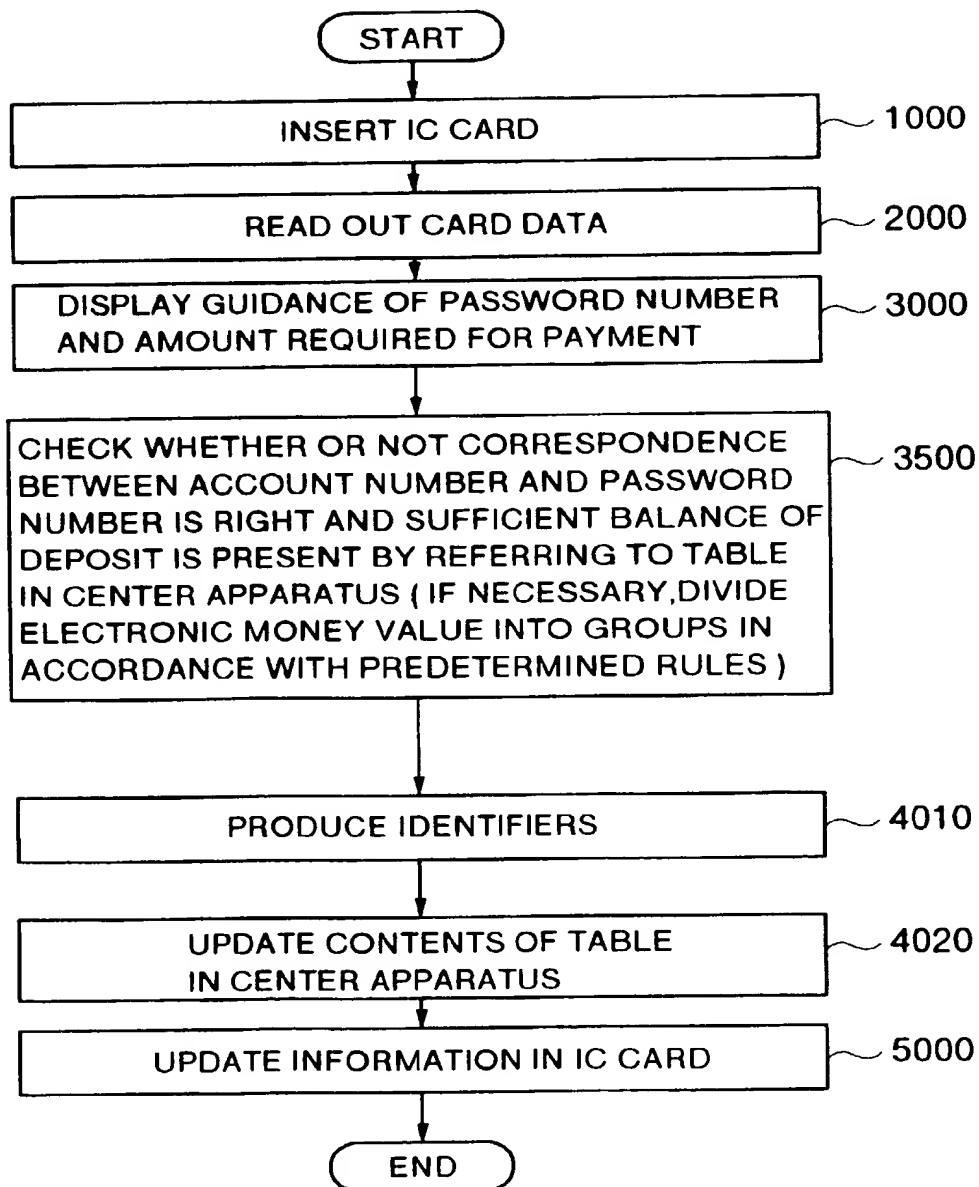 START
INSERT IC CARD
1000
READ OUT CARD DATA
2000
DISPLAY GUIDANCE OF PASSWORD NUMBER
AND AMOUNT REQUIRED FOR PAYMENT
3000
CHECK WHETHER OR NOT CORRESPONDENCE
BETWEEN ACCOUNT NUMBER AND PASSWORD
NUMBER IS RIGHT AND SUFFICIENT BALANCE OF
DEPOSIT IS PRESENT BY REFERRING TO TABLE
IN CENTER APPARATUS ( IF NECESSARY,DIVIDE
ELECTRONIC MONEY VALUE INTO GROUPS IN
ACCORDANCE WITH PREDETERMINED RULES )
3500
PRODUCE IDENTIFIERS
4010
UPDATE CONTENTS OF TABLE
IN CENTER APPARATUS
4020
UPDATE INFORMATION IN IC CARD
5000
END